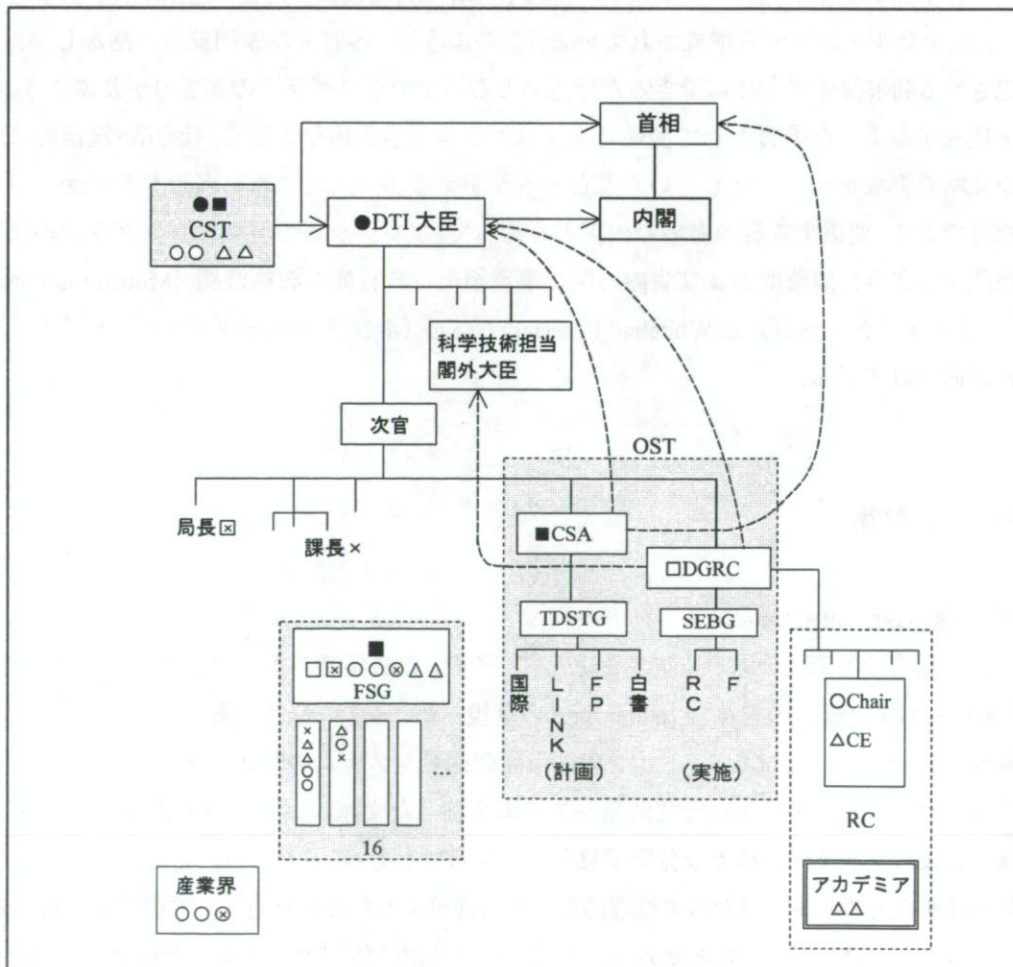 首相
●■
CST
○○ △△
●DTI 大臣
内閣
科学技術担当
閣外大臣
次官
OST
局長☒
課長×
■CSA
□DGRC
TDSTG
SEBG
■
□☒○○⊗△△
FSG
×
△
△
○
○
△
○
×
…
16
国際
LINK
FP
白書
(計画)
RC
F
(実施)
○Chair
△CE
RC
産業界
○○⊗
アカデミア
△△